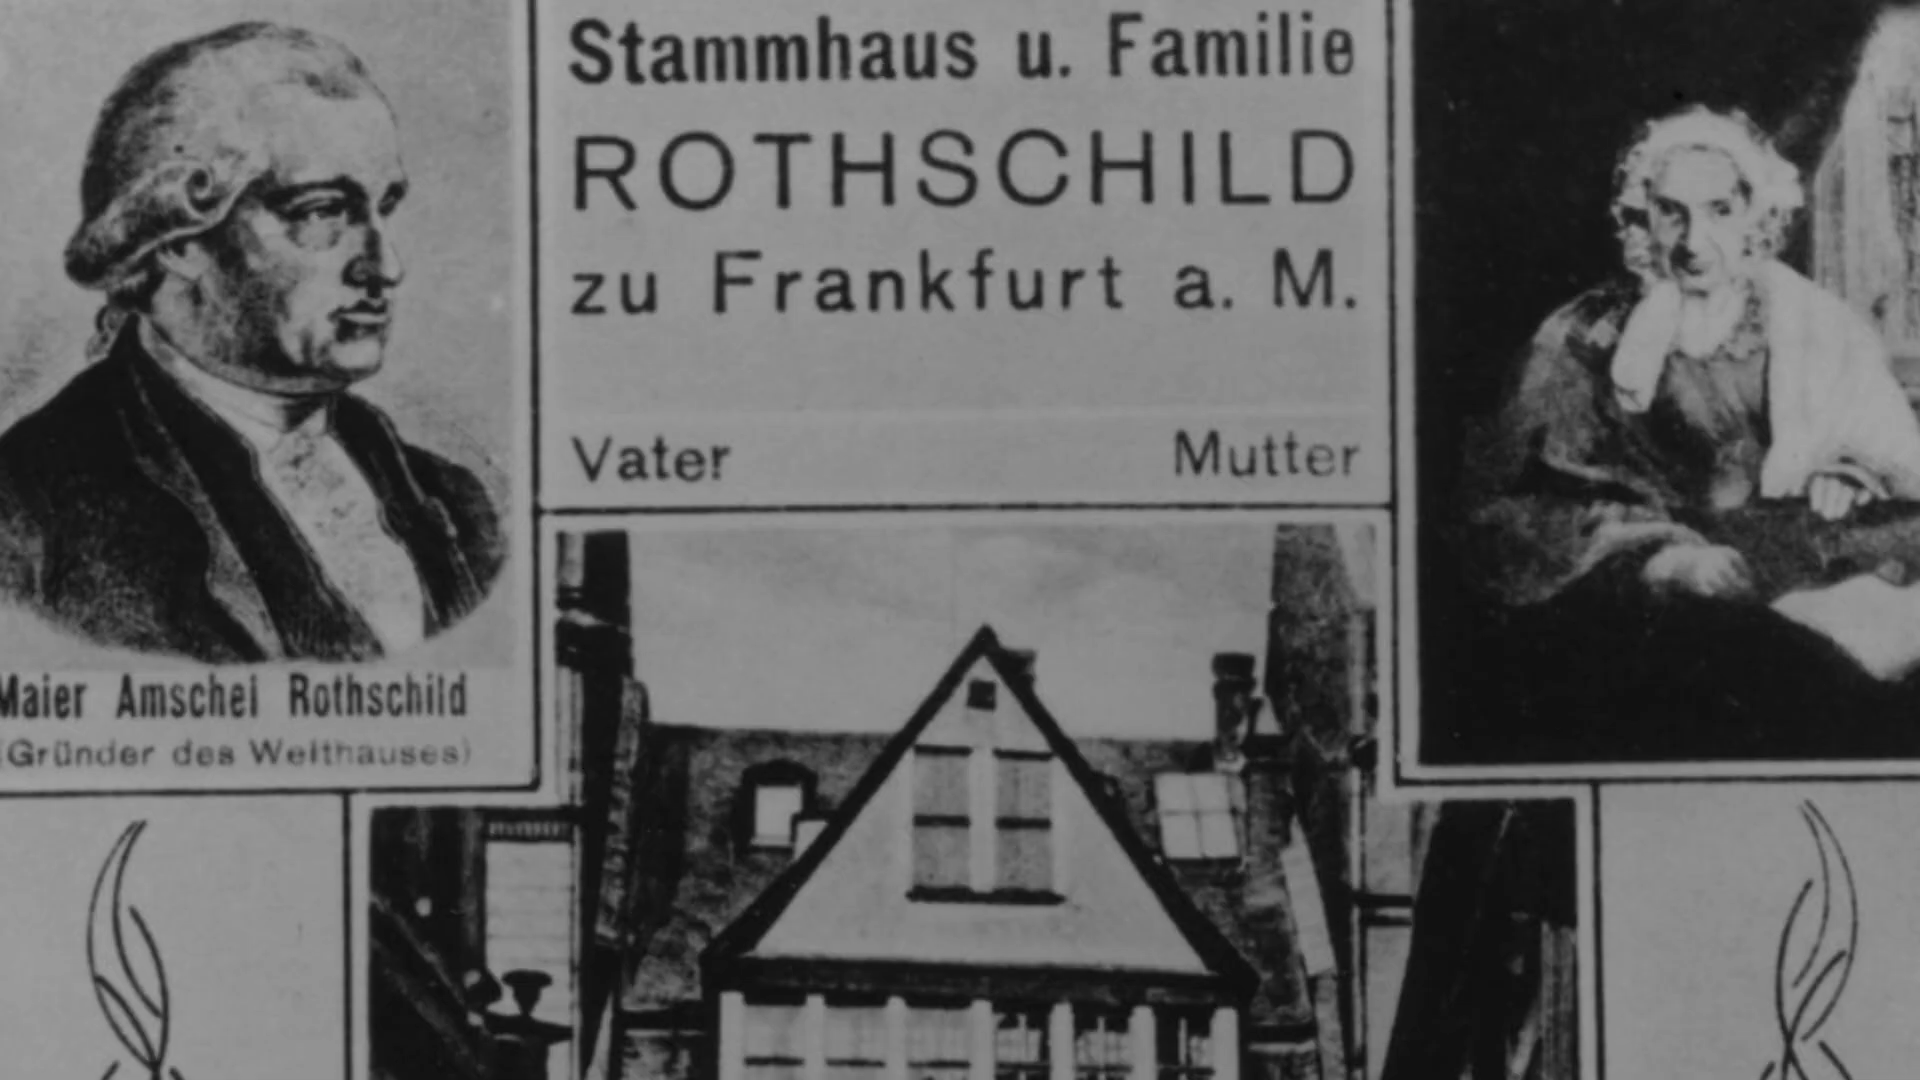 Stammhaus u. Familie
ROTHSCHILD
zu Frankfurt a. M.
Vater Mutter
Maier Amschel Rothschild
(Gründer des Welthauses)